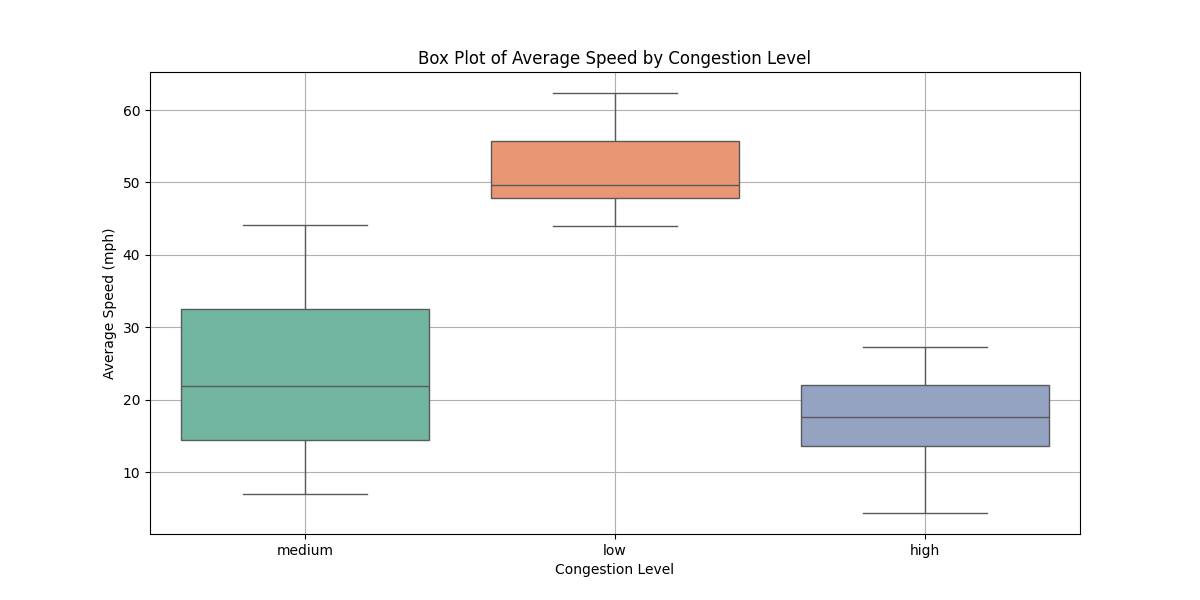 Box Plot of Average Speed by Congestion Level
Average Speed (mph)
60
50
40
30
20
10
medium low high
Congestion Level